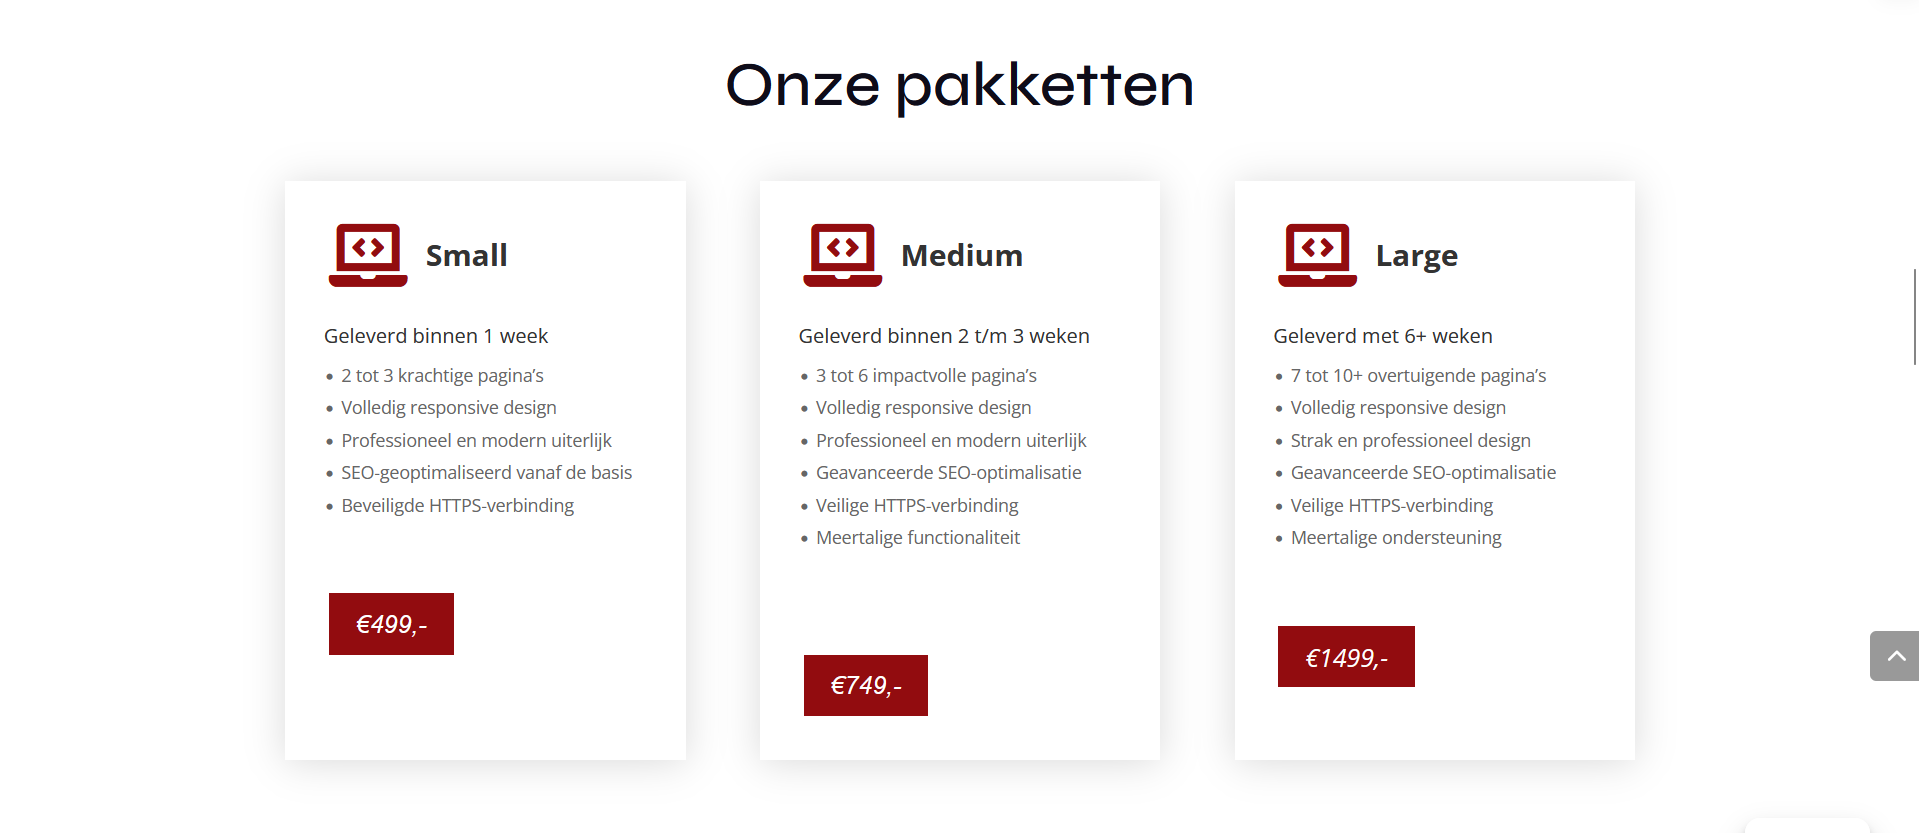 Onze pakketten
Small
Geleverd binnen 1 week
2 tot 3 krachtige pagina’s
Volledig responsive design
Professioneel en modern uiterlijk
SEO-geoptimaliseerd vanaf de basis
Beveiligde HTTPS-verbinding
€499,-
Medium
Geleverd binnen 2 t/m 3 weken
3 tot 6 impactvolle pagina’s
Volledig responsive design
Professioneel en modern uiterlijk
Geavanceerde SEO-optimalisatie
Veilige HTTPS-verbinding
Meertalige functionaliteit
€749,-
Large
Geleverd met 6+ weken
7 tot 10+ overtuigende pagina’s
Volledig responsive design
Strak en professioneel design
Geavanceerde SEO-optimalisatie
Veilige HTTPS-verbinding
Meertalige ondersteuning
€1499,-